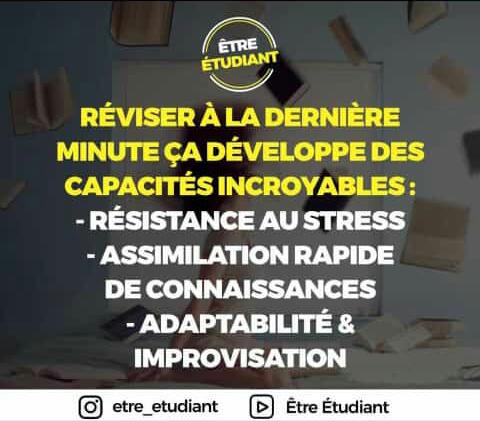 ÊTRE
ÉTUDIANT
RÉVISER À LA DERNIÈRE
MINUTE ÇA DÉVELOPPE DES
CAPACITÉS INCROYABLES :
- RÉSISTANCE AU STRESS
- ASSIMILATION RAPIDE
DE CONNAISSANCES
- ADAPTABILITÉ &
IMPROVISATION
etre_etudiant Être Étudiant